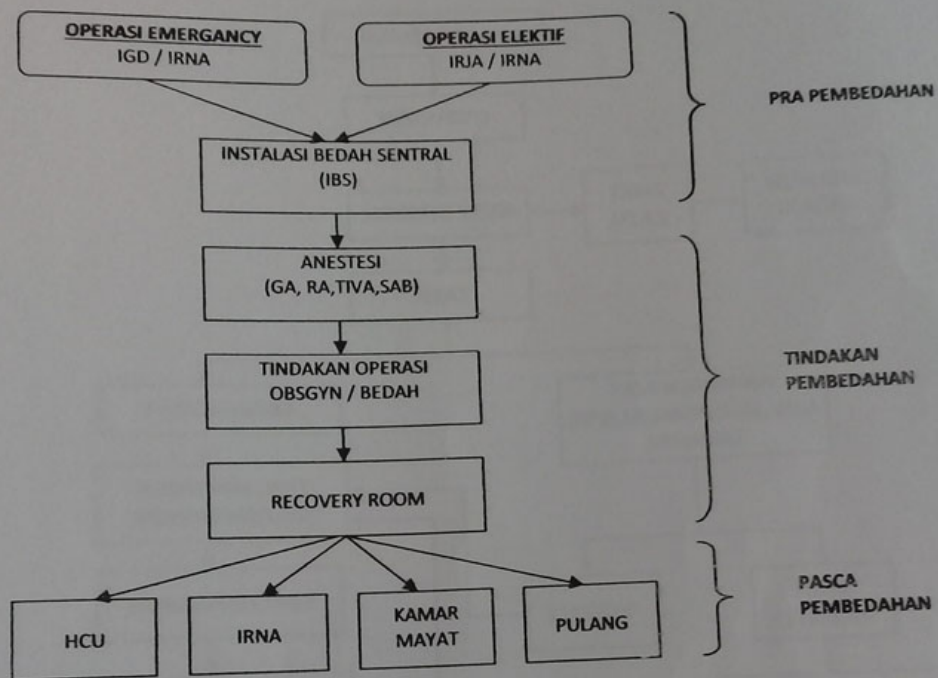 OPERASI EMERGANCY
IGD / IRNA
OPERASI ELEKTIF
IRJA / IRNA
PRA PEMBEDAHAN
INSTALASI BEDAH SENTRAL
(IBS)
ANESTESI
(GA, RA,TIVA,SAB)
TINDAKAN OPERASI
OBSGYN / BEDAH
TINDAKAN
PEMBEDAHAN
RECOVERY ROOM
HCU
IRNA
KAMAR
MAYAT
PULANG
PASCA
PEMBEDAHAN